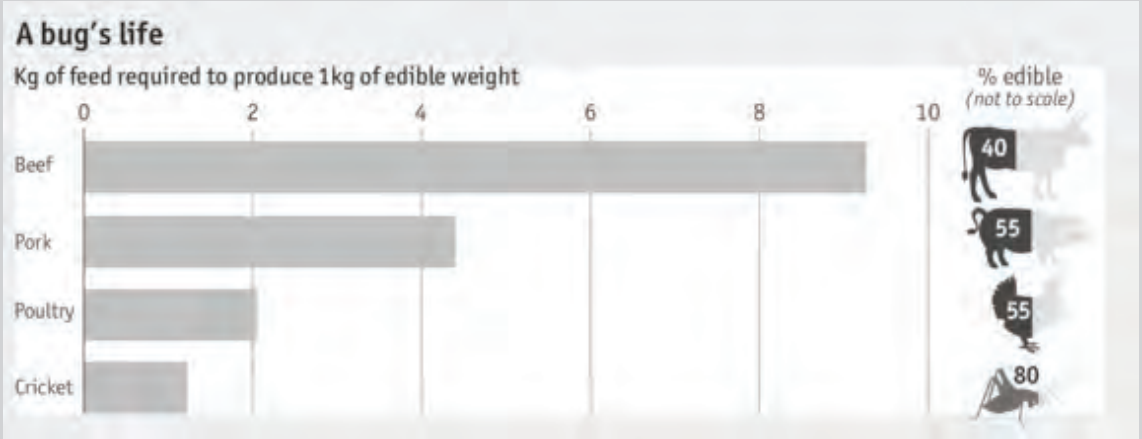 A bug's life
Kg of feed required to produce 1kg of edible weight
% edible
(not to scale)
0 2 4 6 8 10
Beef 40
Pork 55
Poultry 55
Cricket 80